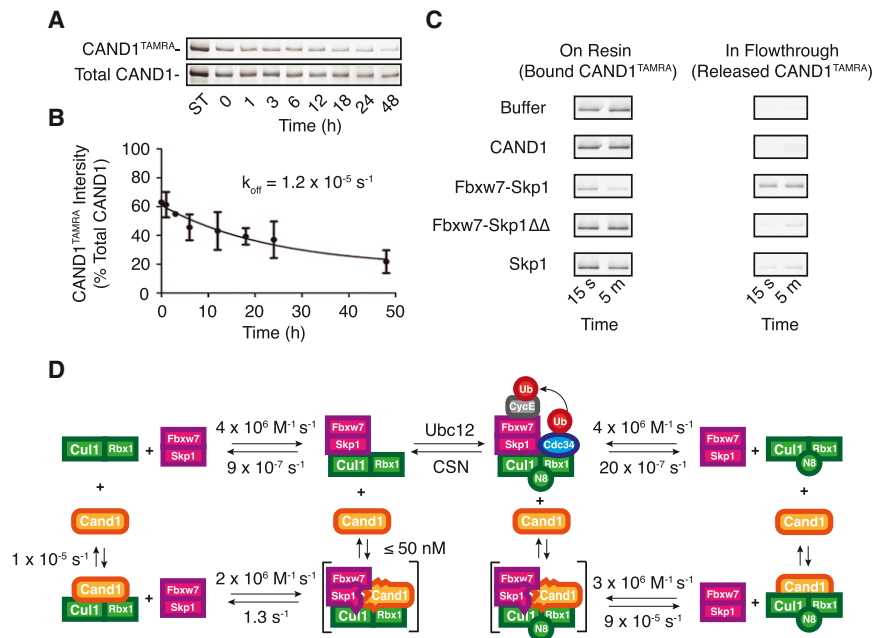 A
CAND1TAMRA-
Total CAND1-
ST 0 1 3 6 12 18 24 48
Time (h)
B
CAND1TAMRA Intersity
(% Total CAND1)
100
80
60
40
20
0
koff = 1.2 x 10-5 s-1
0 10 20 30 40 50
Time (h)
C
On Resin
(Bound CAND1TAMRA)
In Flowthrough
(Released CAND1TAMRA)
Buffer
CAND1
Fbxw7-Skp1
Fbxw7-Skp1ΔΔ
Skp1
15 s 5 m
15 s 5 m
Time
Time
D
Ub
CycE
Ub
Cul1 Rbx1
+
Fbxw7
Skp1
4 x 106 M-1 s-1
9 x 10-7 s-1
Fbxw7
Skp1
Cul1 Rbx1
Ubc12
CSN
Fbxw7
Skp1
Cdc34
Cul1 Rbx1
N8
4 x 106 M-1 s-1
20 x 10-7 s-1
Fbxw7
Skp1
+
Cul1 Rbx1
N8
+
+
+
+
Cand1
Cand1
Cand1
Cand1
1 x 10-5 s-1
≤ 50 nM
Cand1
Cul1 Rbx1
+
Fbxw7
Skp1
2 x 106 M-1 s-1
1.3 s-1
Fbxw7
Skp1
Cand1
Cul1 Rbx1
Fbxw7
Skp1
Cand1
Cul1 Rbx1
N8
3 x 106 M-1 s-1
9 x 10-5 s-1
Fbxw7
Skp1
+
Cand1
Cul1 Rbx1
N8